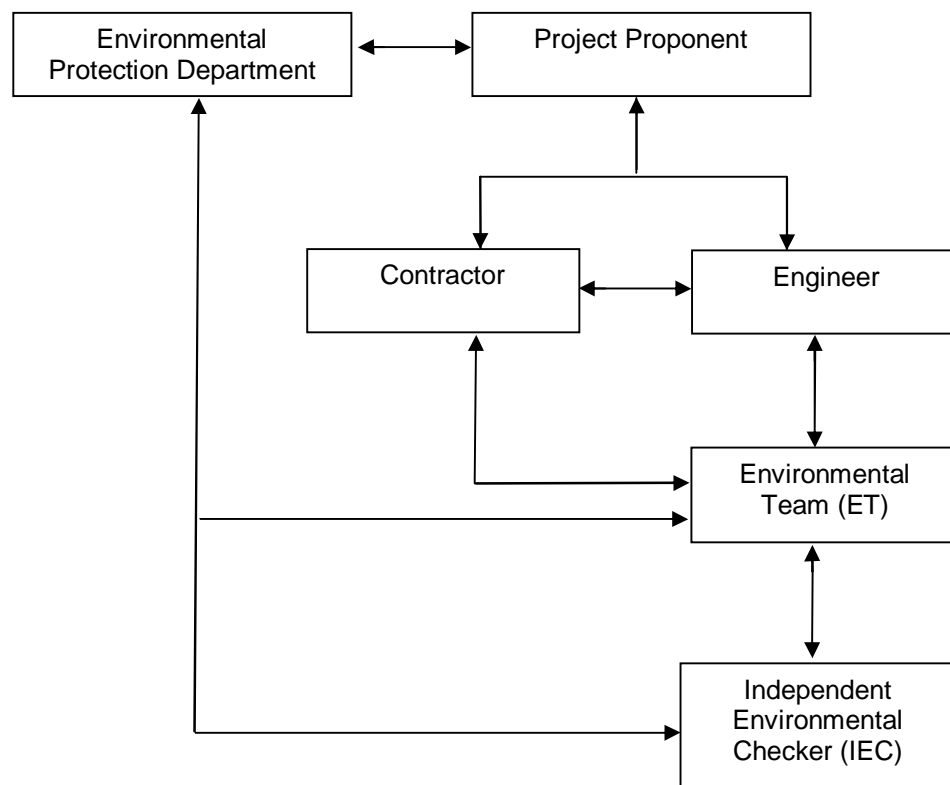 Environmental
Protection Department
Project Proponent
Contractor
Engineer
Environmental
Team (ET)
Independent
Environmental
Checker (IEC)